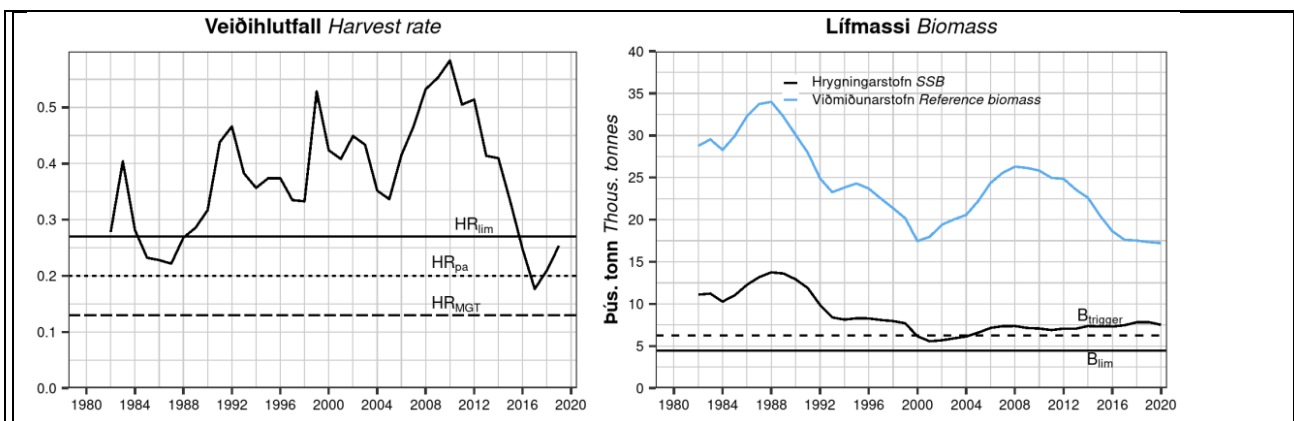 Veiðihlutfall Harvest rate
0.5
0.4
0.3
0.2
0.1
0.0
HRlim
HRpa
HRMGT
1980 1984 1988 1992 1996 2000 2004 2008 2012 2016 2020
Lífmassi Biomass
Þús. tonn Thous. tonnes
40
35
30
25
20
15
10
5
0
Hrygningarstofn SSB
Viðmiðunarstofn Reference biomass
Btrigger
Blim
1980 1984 1988 1992 1996 2000 2004 2008 2012 2016 2020